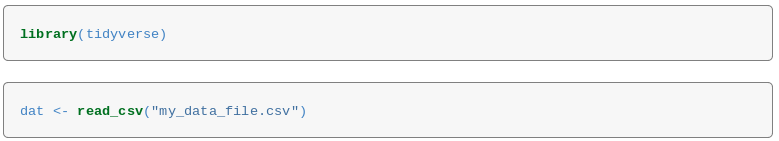 library(tidyverse)
dat <- read_csv("my_data_file.csv")